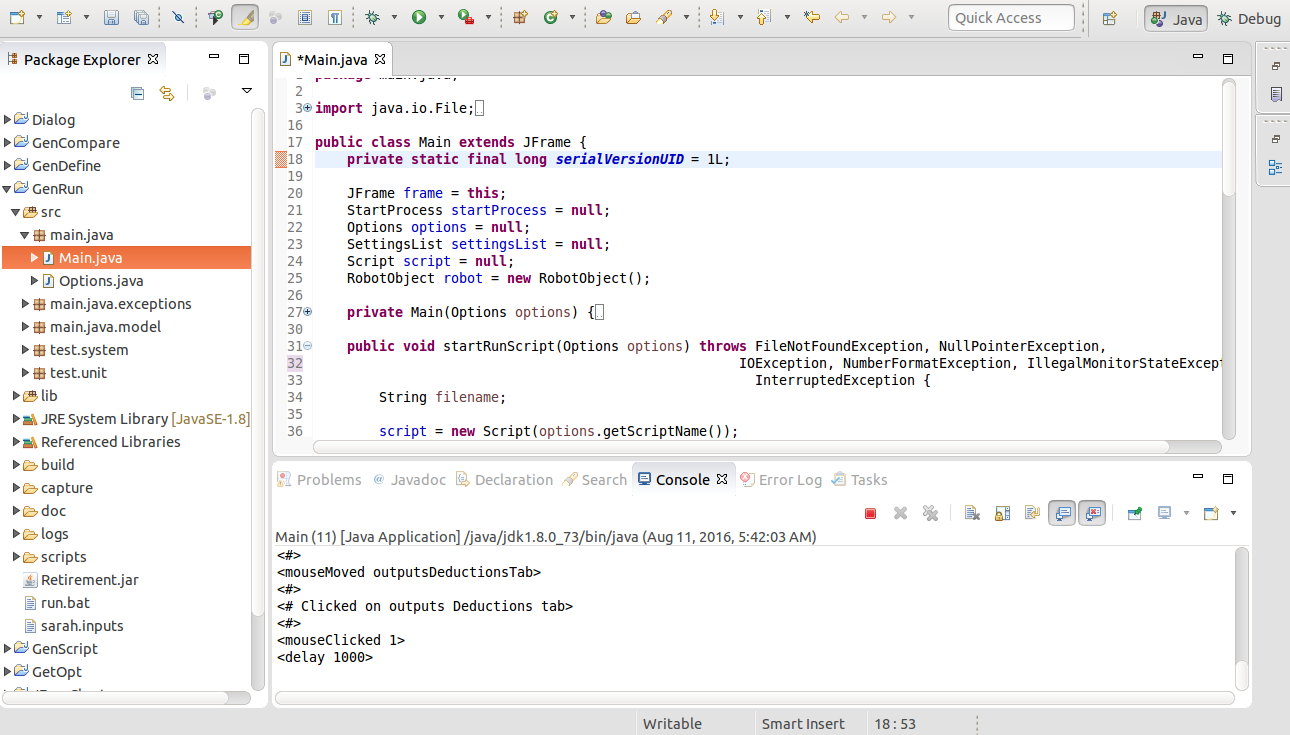 Quick Access
Java
Debug
Package Explorer
Dialog
GenCompare
GenDefine
GenRun
src
main.java
Main.java
Options.java
main.java.exceptions
main.java.model
test.system
test.unit
lib
JRE System Library [JavaSE-1.8]
Referenced Libraries
build
capture
doc
logs
scripts
Retirement.jar
run.bat
sarah.inputs
GenScript
GetOpt
*Main.java
2
3 import java.io.File;
16
17 public class Main extends JFrame {
18 private static final long serialVersionUID = 1L;
19
20 JFrame frame = this;
21 StartProcess startProcess = null;
22 Options options = null;
23 SettingsList settingsList = null;
24 Script script = null;
25 RobotObject robot = new RobotObject();
26
27 private Main(Options options) {
30
31 public void startRunScript(Options options) throws FileNotFoundException, NullPointerException,
32 IOException, NumberFormatException, IllegalMonitorStateExcept
33 InterruptedException {
34 String filename;
35
36 script = new Script(options.getScriptName());
Problems @ Javadoc Declaration Search Console Error Log Tasks
Main (11) [Java Application] /java/jdk1.8.0_73/bin/java (Aug 11, 2016, 5:42:03 AM)
<#>
<mouseMoved outputsDeductionsTab>
<#>
<# Clicked on outputs Deductions tab>
<#>
<mouseClicked 1>
<delay 1000>
Writable
Smart Insert
18 : 53